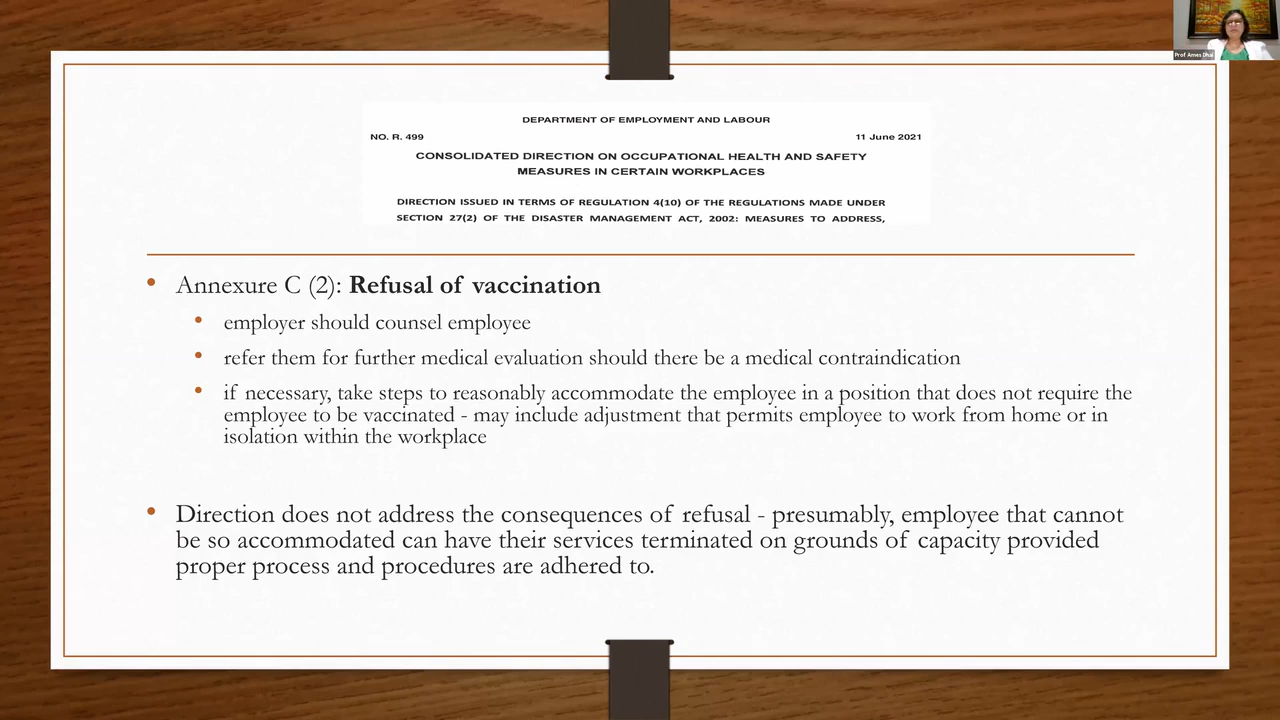 Prof Ames Dhai
DEPARTMENT OF EMPLOYMENT AND LABOUR
NO. R. 499 11 June 2021
CONSOLIDATED DIRECTION ON OCCUPATIONAL HEALTH AND SAFETY
MEASURES IN CERTAIN WORKPLACES
DIRECTION ISSUED IN TERMS OF REGULATION 4(10) OF THE REGULATIONS MADE UNDER
SECTION 27(2) OF THE DISASTER MANAGEMENT ACT, 2002: MEASURES TO ADDRESS,
• Annexure C (2): Refusal of vaccination
• employer should counsel employee
• refer them for further medical evaluation should there be a medical contraindication
• if necessary, take steps to reasonably accommodate the employee in a position that does not require the
employee to be vaccinated - may include adjustment that permits employee to work from home or in
isolation within the workplace
• Direction does not address the consequences of refusal - presumably, employee that cannot
be so accommodated can have their services terminated on grounds of capacity provided
proper process and procedures are adhered to.